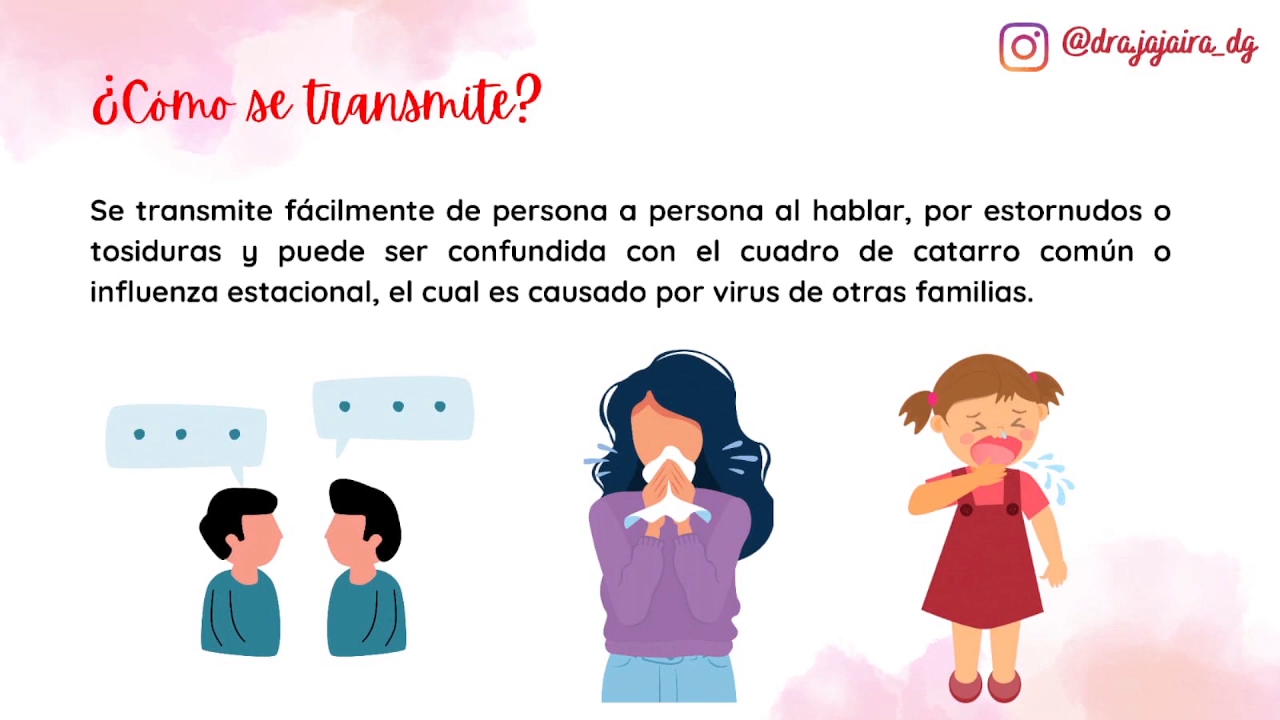 @dra.jajaira_dg
¿Cómo se transmite?
Se transmite fácilmente de persona a persona al hablar, por estornudos o
tosiduras y puede ser confundida con el cuadro de catarro común o
influenza estacional, el cual es causado por virus de otras familias.